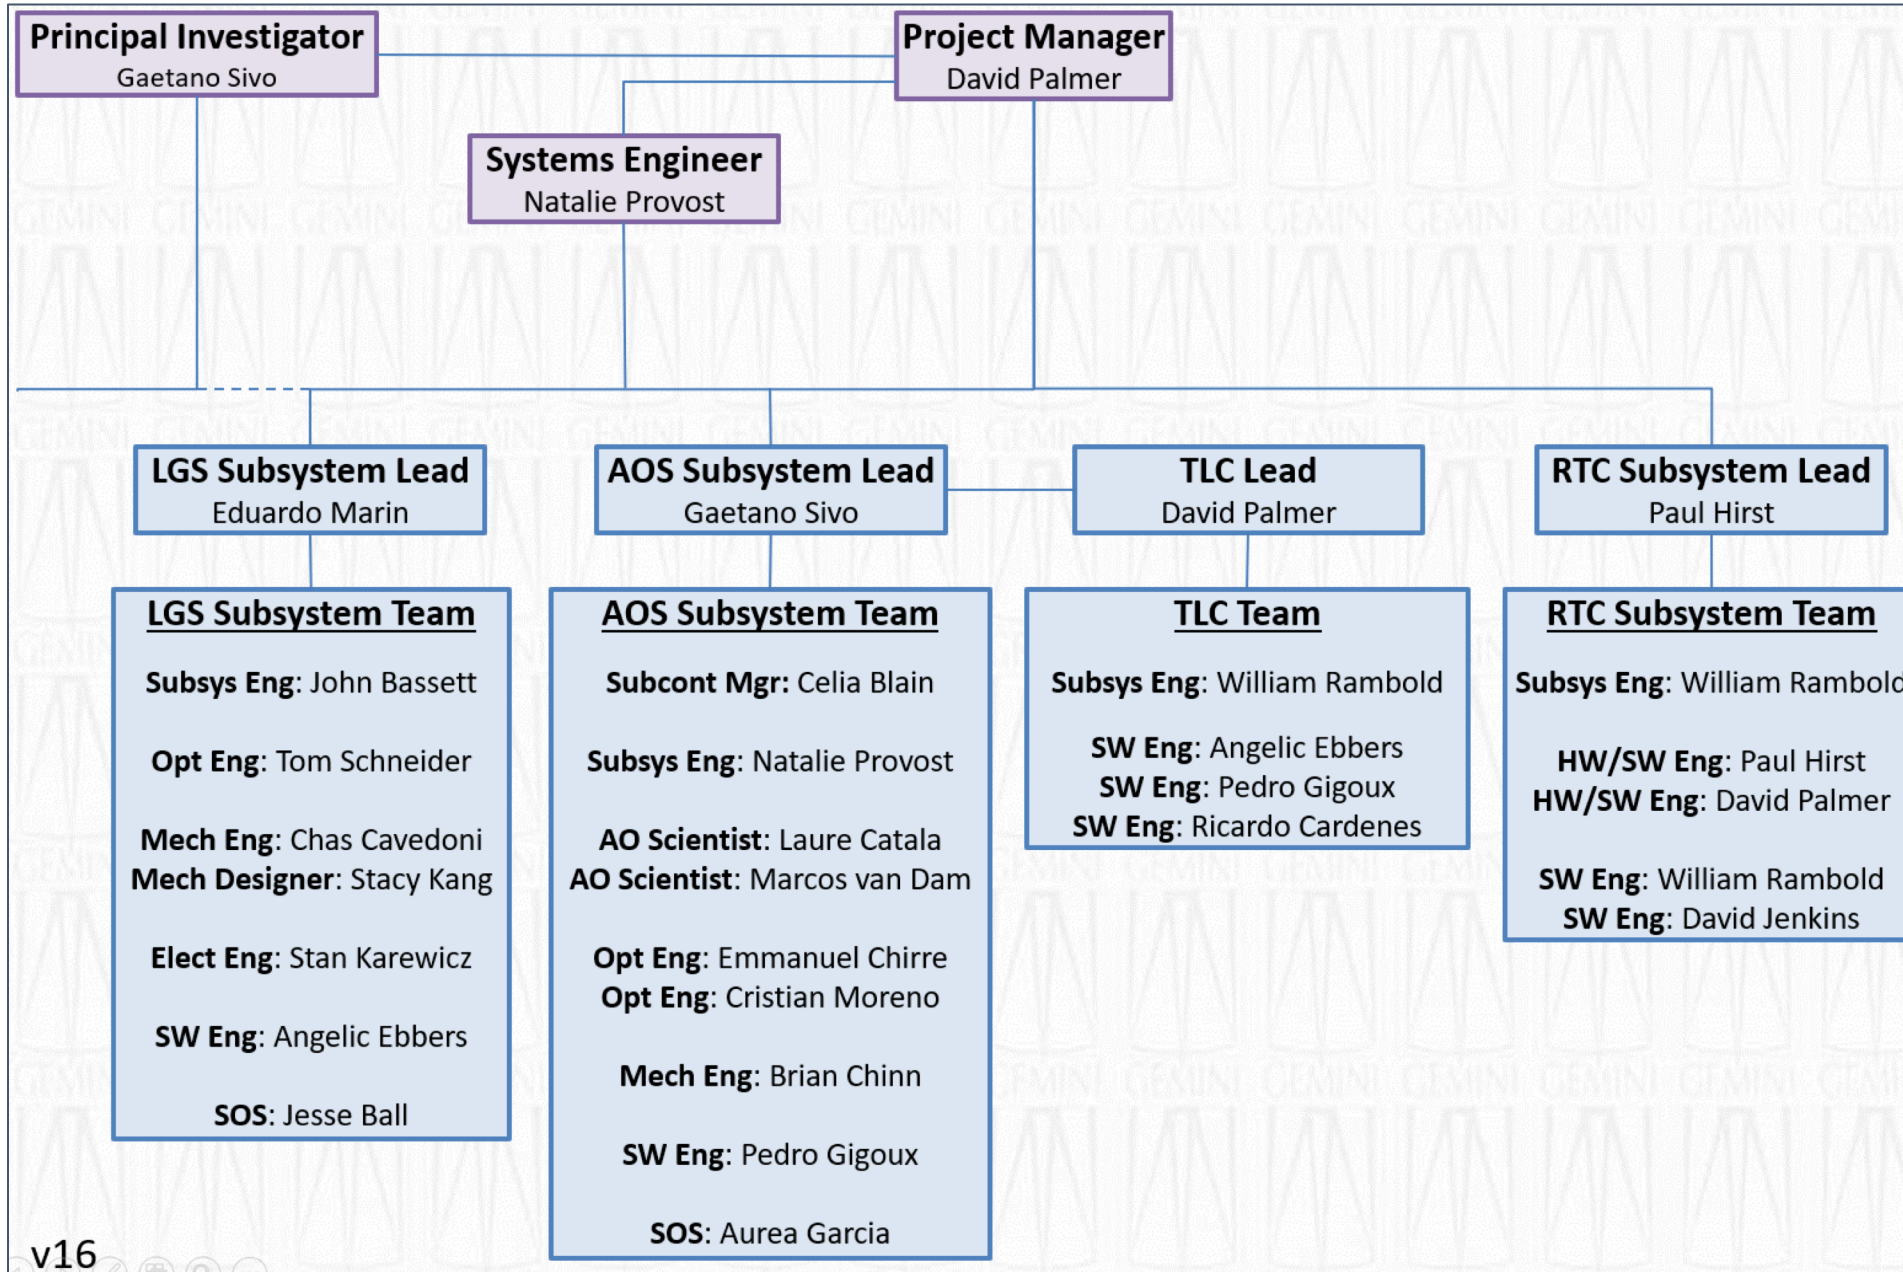 Principal Investigator
Gaetano Sivo
Project Manager
David Palmer
Systems Engineer
Natalie Provost
LGS Subsystem Lead
Eduardo Marin
AOS Subsystem Lead
Gaetano Sivo
TLC Lead
David Palmer
RTC Subsystem Lead
Paul Hirst
LGS Subsystem Team
Subsys Eng: John Bassett
Opt Eng: Tom Schneider
Mech Eng: Chas Cavedoni
Mech Designer: Stacy Kang
Elect Eng: Stan Karewicz
SW Eng: Angelic Ebbers
SOS: Jesse Ball
AOS Subsystem Team
Subcont Mgr: Celia Blain
Subsys Eng: Natalie Provost
AO Scientist: Laure Catala
AO Scientist: Marcos van Dam
Opt Eng: Emmanuel Chirre
Opt Eng: Cristian Moreno
Mech Eng: Brian Chinn
SW Eng: Pedro Gigoux
SOS: Aurea Garcia
TLC Team
Subsys Eng: William Rambold
SW Eng: Angelic Ebbers
SW Eng: Pedro Gigoux
SW Eng: Ricardo Cardenes
RTC Subsystem Team
Subsys Eng: William Rambold
HW/SW Eng: Paul Hirst
HW/SW Eng: David Palmer
SW Eng: William Rambold
SW Eng: David Jenkins
v16
GEMINI